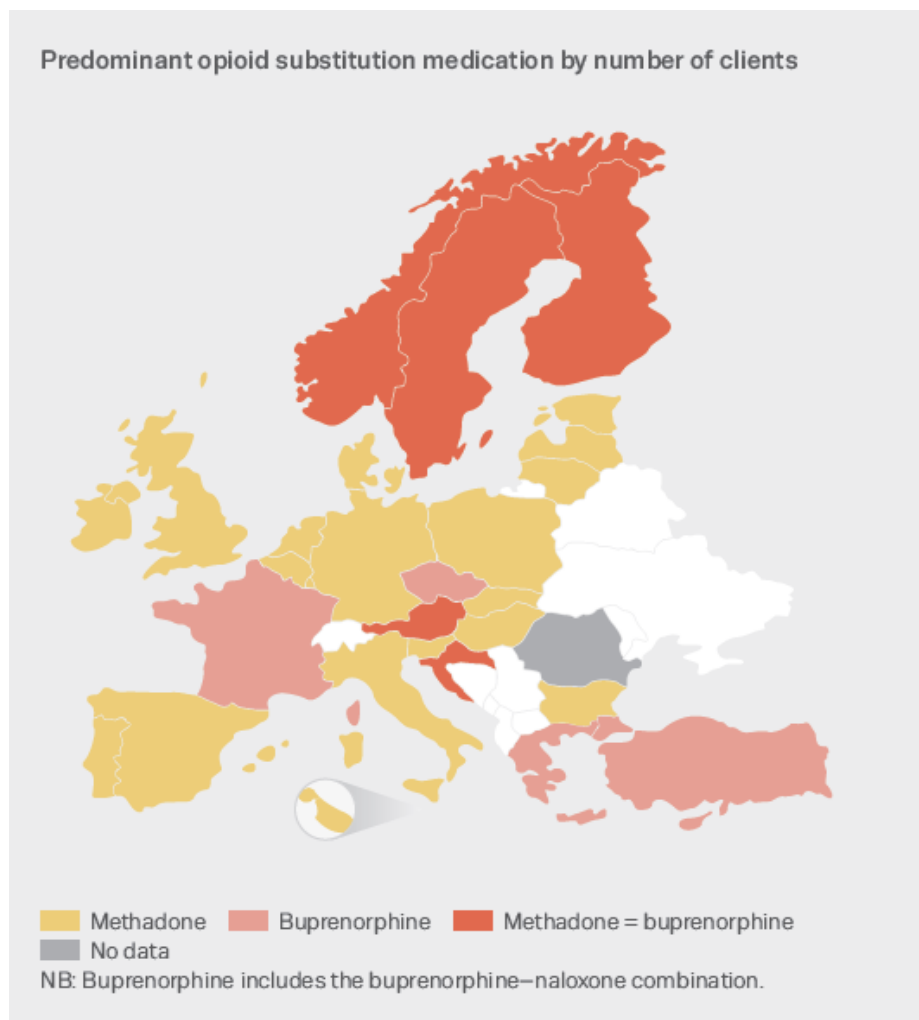 Predominant opioid substitution medication by number of clients
Methadone
Buprenorphine
Methadone = buprenorphine
No data
NB: Buprenorphine includes the buprenorphine–naloxone combination.